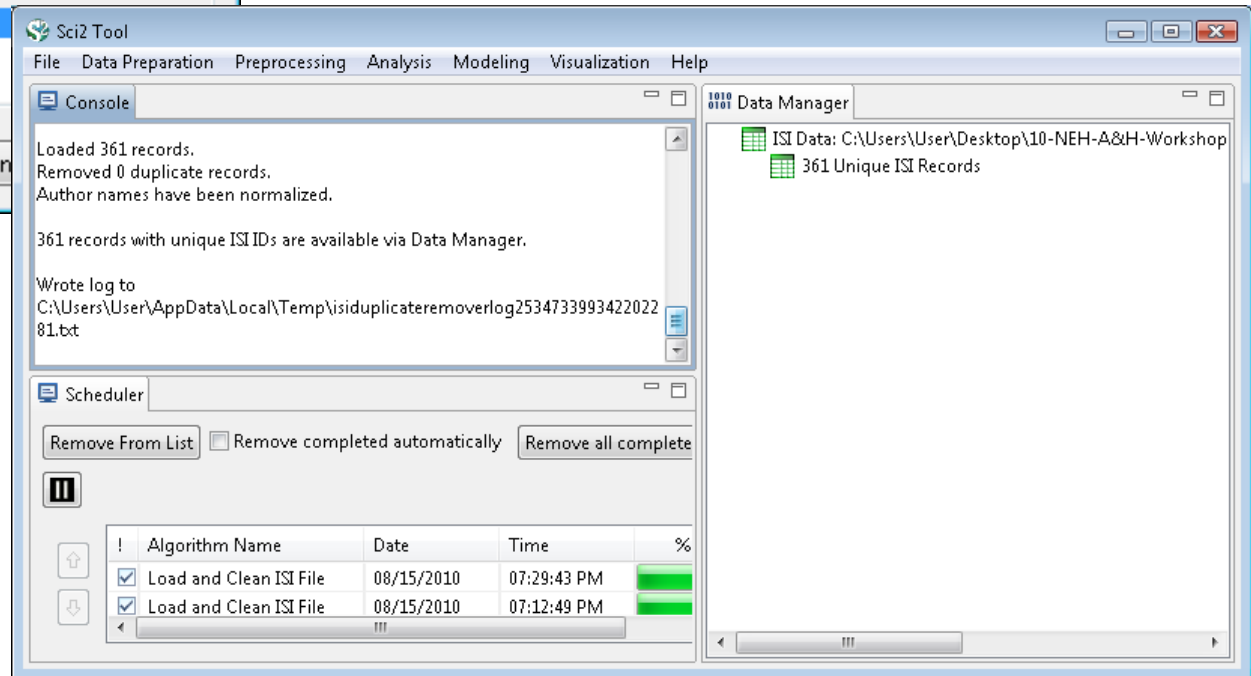 Sci2 Tool
File Data Preparation Preprocessing Analysis Modeling Visualization Help
Console
Loaded 361 records.
Removed 0 duplicate records.
Author names have been normalized.
361 records with unique ISI IDs are available via Data Manager.
Wrote log to
C:\Users\User\AppData\Local\Temp\isiduplicateremoverlog2534733993422022
81.txt
Scheduler
Remove From List Remove completed automatically Remove all complete
! Algorithm Name Date Time %
Load and Clean ISI File 08/15/2010 07:29:43 PM
Load and Clean ISI File 08/15/2010 07:12:49 PM
1010
0101 Data Manager
ISI Data: C:\Users\User\Desktop\10-NEH-A&H-Workshop
361 Unique ISI Records